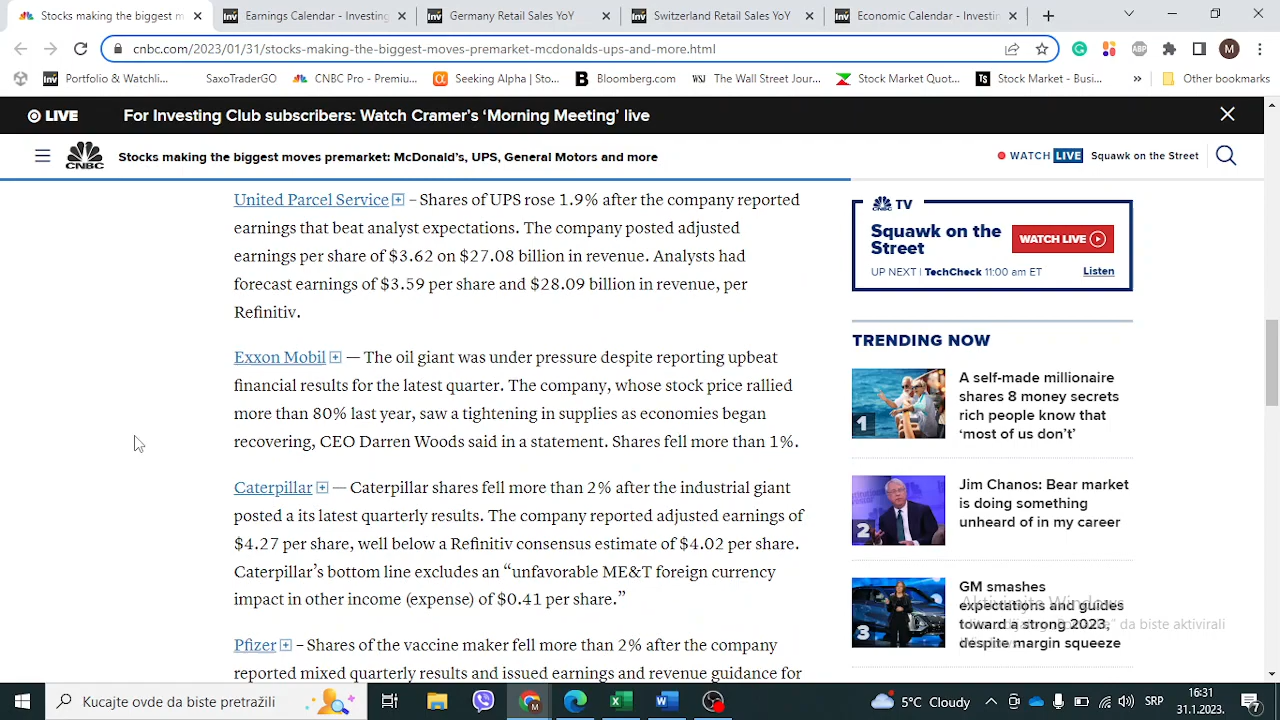 Stocks making the biggest m
Earnings Calendar - Investing
Germany Retail Sales YoY
Switzerland Retail Sales YoY
Economic Calendar - Investin
cnbc.com/2023/01/31/stocks-making-the-biggest-moves-premarket-mcdonalds-ups-and-more.html
ABP
M
Portfolio & Watchli...
SaxoTraderGO
CNBC Pro - Premiu...
Seeking Alpha | Sto...
Bloomberg.com
The Wall Street Jour...
Stock Market Quot...
Stock Market - Busi...
»
Other bookmarks
LIVE For Investing Club subscribers: Watch Cramer's ‘Morning Meeting’ live
CNBC
Stocks making the biggest moves premarket: McDonald’s, UPS, General Motors and more
WATCH LIVE Squawk on the Street
United Parcel Service – Shares of UPS rose 1.9% after the company reported
earnings that beat analyst expectations. The company posted adjusted
earnings per share of $3.62 on $27.08 billion in revenue. Analysts had
forecast earnings of $3.59 per share and $28.09 billion in revenue, per
Refinitiv.
Exxon Mobil — The oil giant was under pressure despite reporting upbeat
financial results for the latest quarter. The company, whose stock price rallied
more than 80% last year, saw a tightening in supplies as economies began
recovering, CEO Darren Woods said in a statement. Shares fell more than 1%.
Caterpillar — Caterpillar shares fell more than 2% after the industrial giant
posted a its latest quarterly results. The company reported adjusted earnings of
$4.27 per share, well below a Refinitiv consensus estimate of $4.02 per share.
Caterpillar’s bottom line excludes an “unfavorable ME&T foreign currency
impact in other income (expense) of $0.41 per share.”
Pfizer – Shares of the vaccine maker fell more than 2% after the company
reported mixed quarterly results and issued earnings and revenue guidance for
TV
Squawk on the
Street
WATCH LIVE
UP NEXT | TechCheck 11:00 am ET
Listen
TRENDING NOW
1
A self-made millionaire
shares 8 money secrets
rich people know that
‘most of us don’t’
2
Jim Chanos: Bear market
is doing something
unheard of in my career
3
GM smashes
expectations and guides
toward a strong 2023,
despite margin squeeze
Aktivirajte Windows
da biste aktivirali
Kucajte ovde da biste pretražili
5°C Cloudy
SRP
16:31
31.1.2023.
7